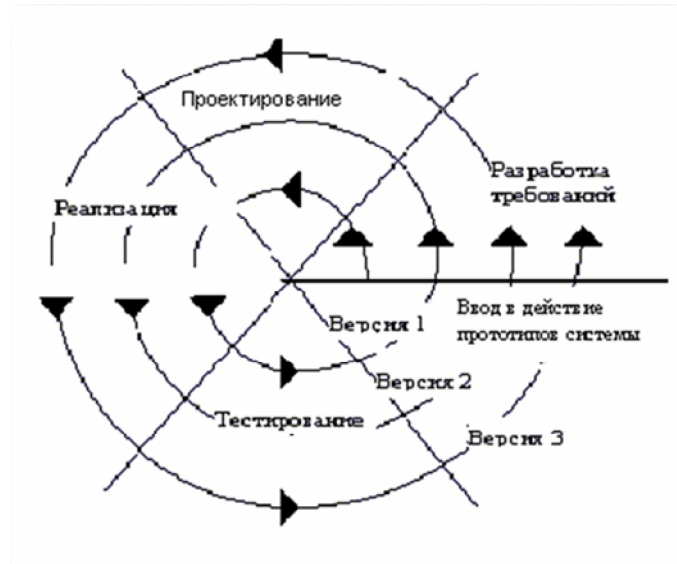 Проектирование
Разработка
требований
Реализация
Ввод в действие
прототипов системы
Версия 1
Версия 2
Тестирование
Версия 3